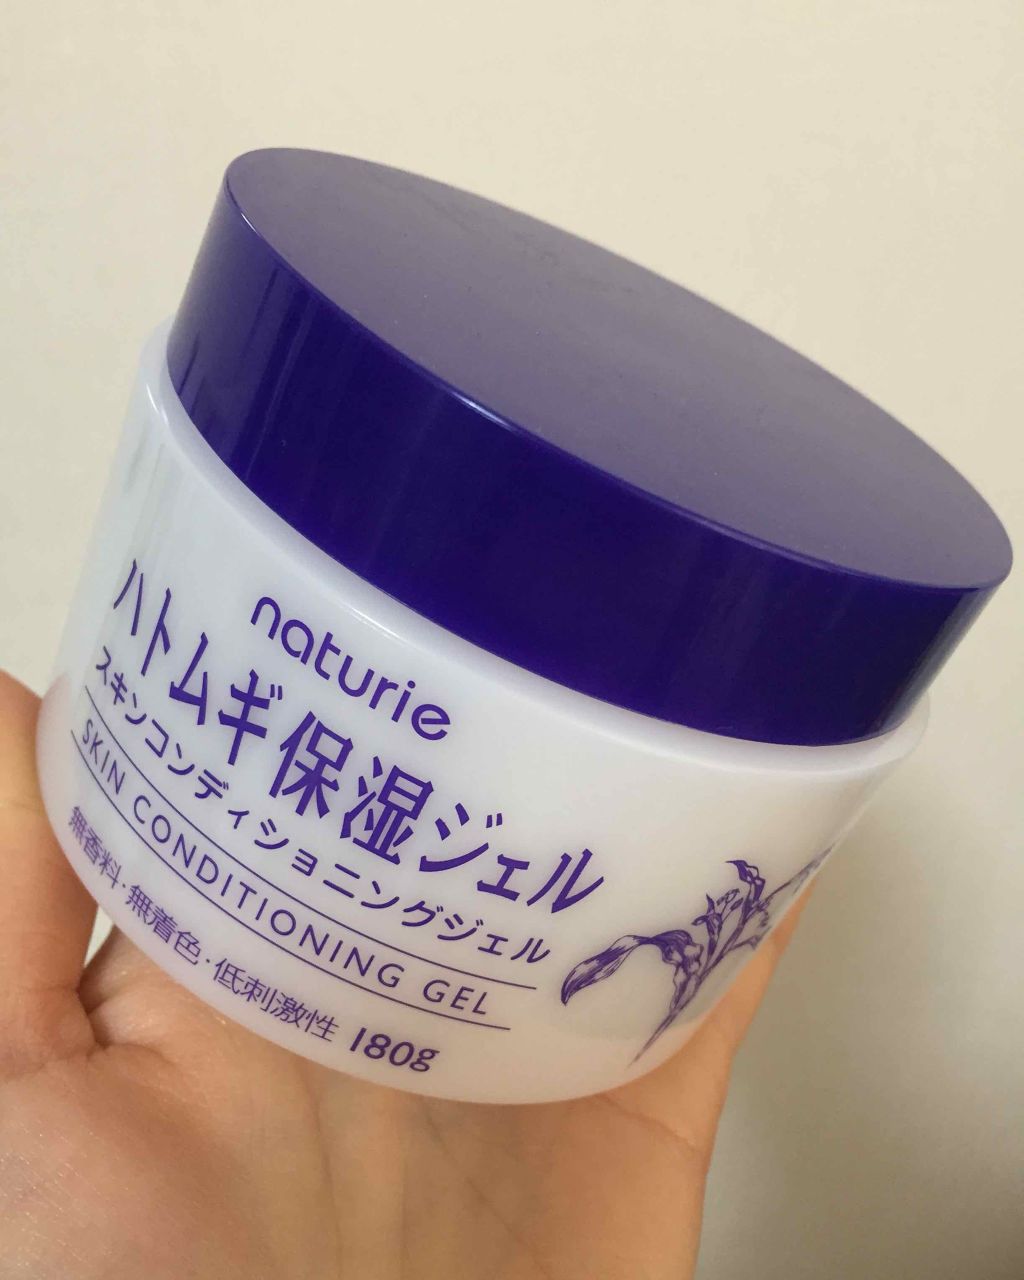 naturie
ハトムギ保湿ジェル
スキンコンディショニングジェル
SKIN CONDITIONING GEL
無香料・無着色・低刺激性 180g